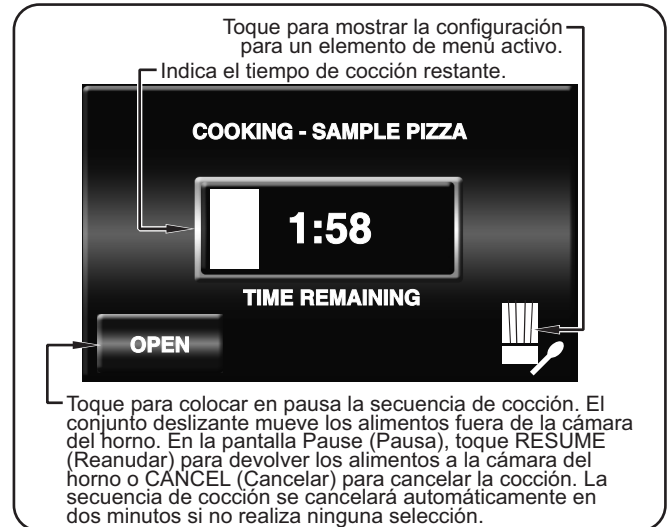 Toque para mostrar la configuración
para un elemento de menú activo.
Indica el tiempo de cocción restante.
COOKING - SAMPLE PIZZA
1:58
TIME REMAINING
OPEN
Toque para colocar en pausa la secuencia de cocción. El
conjunto deslizante mueve los alimentos fuera de la cámara
del horno. En la pantalla Pause (Pausa), toque RESUME
(Reanudar) para devolver los alimentos a la cámara del
horno o CANCEL (Cancelar) para cancelar la cocción. La
secuencia de cocción se cancelará automáticamente en
dos minutos si no realiza ninguna selección.